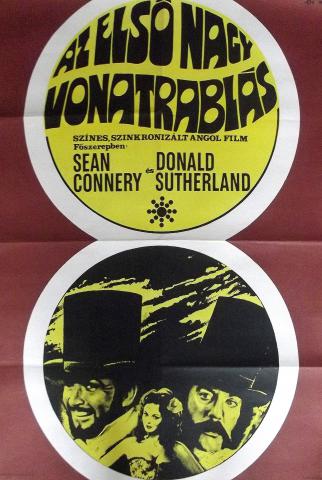 AZ ELSŐ NAGY
VONATRABLÁS
SZÍNES, SZINKRONIZÁLT ANGOL FILM
Főszerepben:
SEAN
CONNERY
és
DONALD
SUTHERLAND